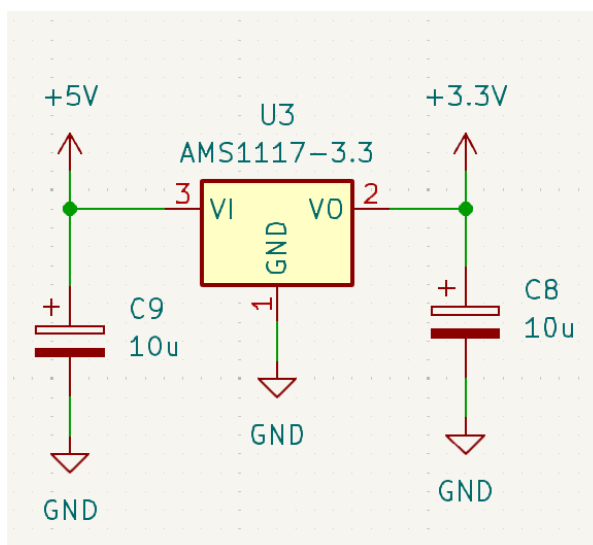 +5V
+3.3V
U3
AMS1117-3.3
3
VI
VO
2
GND
1
+
C9
10u
+
C8
10u
GND
GND
GND